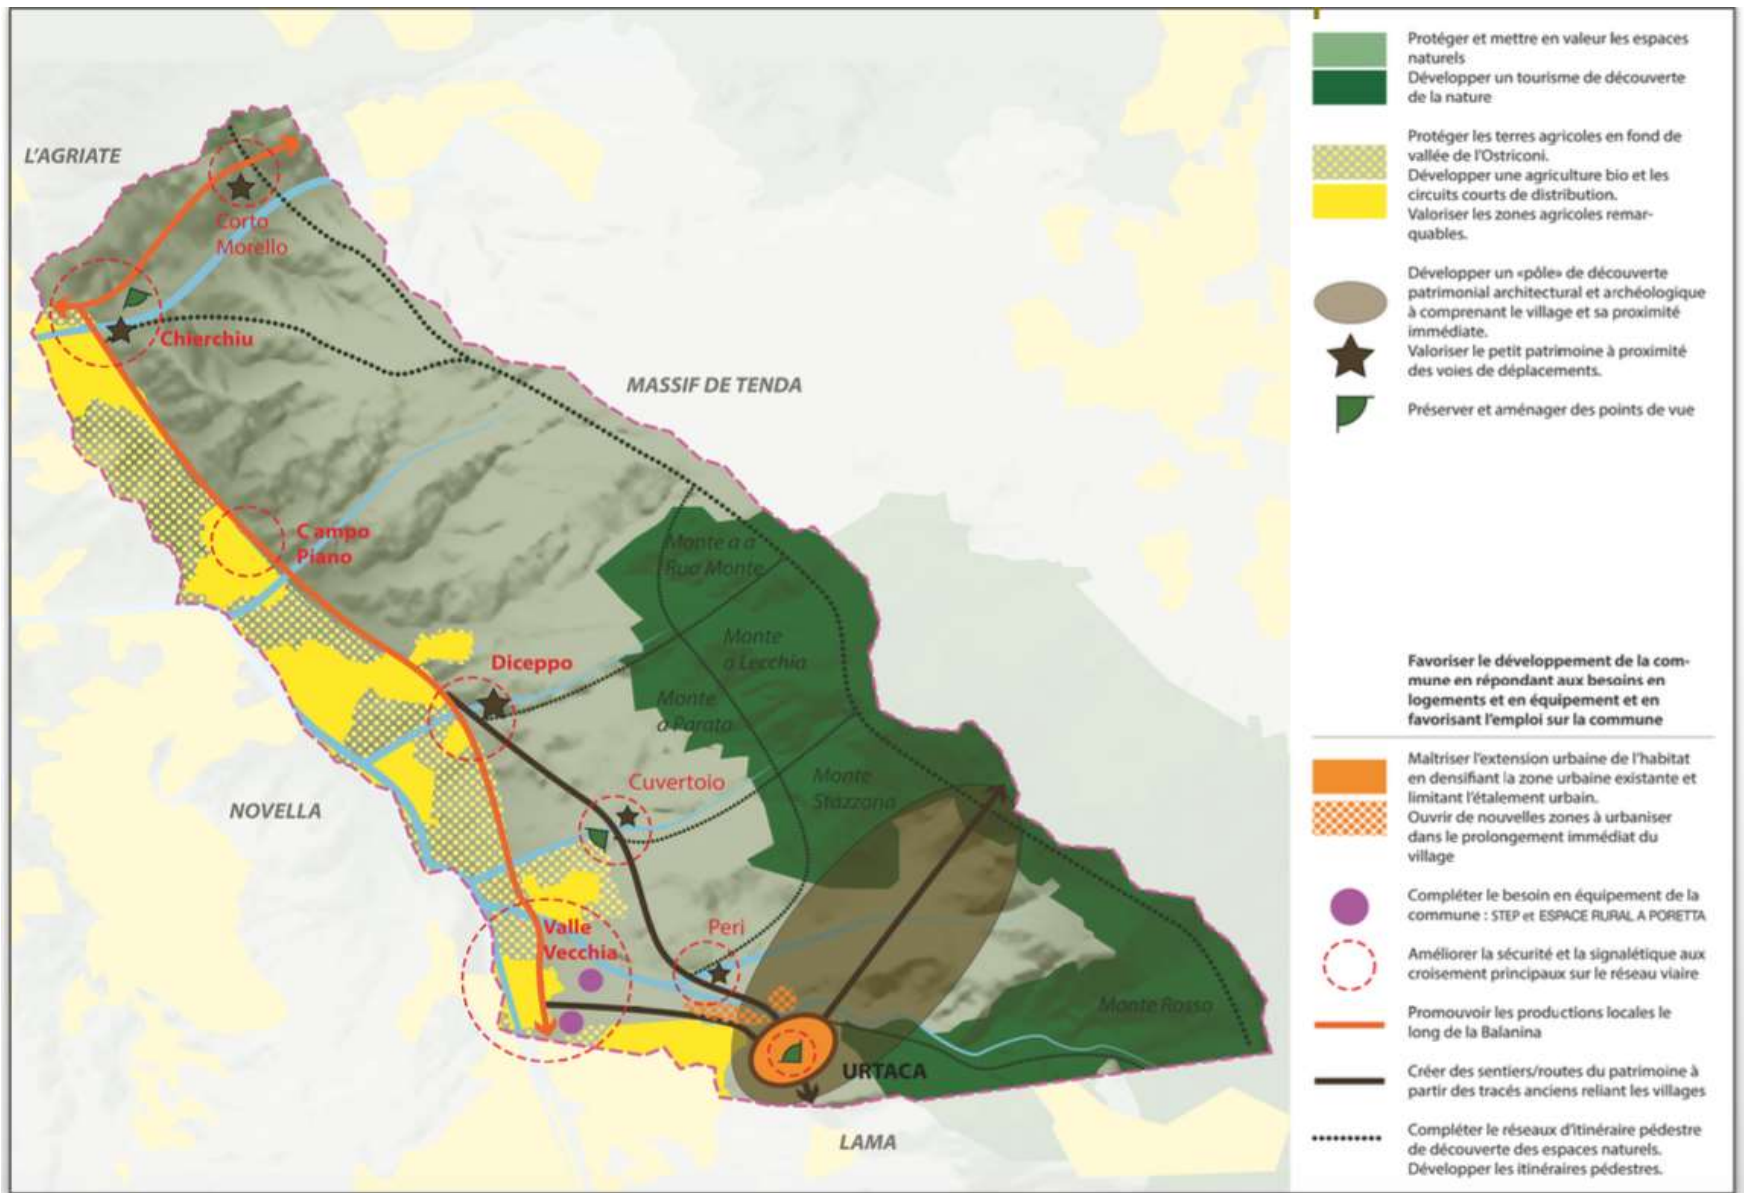 L'AGRIATE
Corto
Morello
Chierchiu
MASSIF DE TENDA
Campo
Piano
Monte a a
Rua Monte
Monte
a Lecchia
Diceppo
Monte
a Parata
Cuvertoio
Monte
Stazzona
NOVELLA
Valle
Vecchia
Peri
Monte Rosso
URTACA
LAMA
Protéger et mettre en valeur les espaces
naturels
Développer un tourisme de découverte
de la nature
Protéger les terres agricoles en fond de
vallée de l'Ostriconi.
Développer une agriculture bio et les
circuits courts de distribution.
Valoriser les zones agricoles remar-
quables.
Développer un «pôle» de découverte
patrimonial architectural et archéologique
à comprenant le village et sa proximité
immédiate.
Valoriser le petit patrimoine à proximité
des voies de déplacements.
Préserver et aménager des points de vue
Favoriser le développement de la com-
mune en répondant aux besoins en
logements et en équipement et en
favorisant l'emploi sur la commune
Maîtriser l'extension urbaine de l'habitat
en densifiant la zone urbaine existante et
limitant l'étalement urbain.
Ouvrir de nouvelles zones à urbaniser
dans le prolongement immédiat du
village
Compléter le besoin en équipement de la
commune : STEP et ESPACE RURAL A PORETTA
Améliorer la sécurité et la signalétique aux
croisement principaux sur le réseau viaire
Promouvoir les productions locales le
long de la Balanina
Créer des sentiers/routes du patrimoine à
partir des tracés anciens reliant les villages
Compléter le réseaux d'itinéraire pédestre
de découverte des espaces naturels.
Développer les itinéraires pédestres.